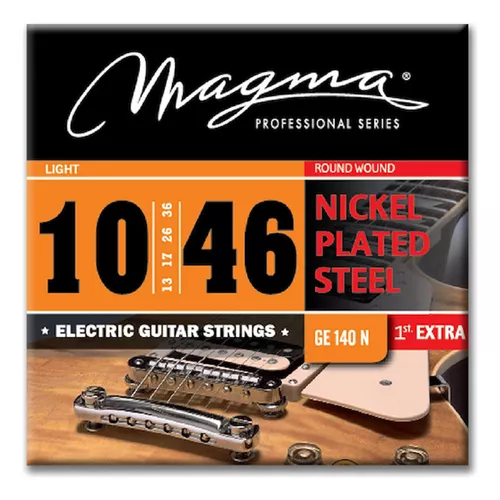 Magma®
PROFESSIONAL SERIES
LIGHT
ROUND WOUND
10 13 17 26 36 46
NICKEL
PLATED
STEEL
★ ELECTRIC GUITAR STRINGS ★
GE 140 N
1st. EXTRA